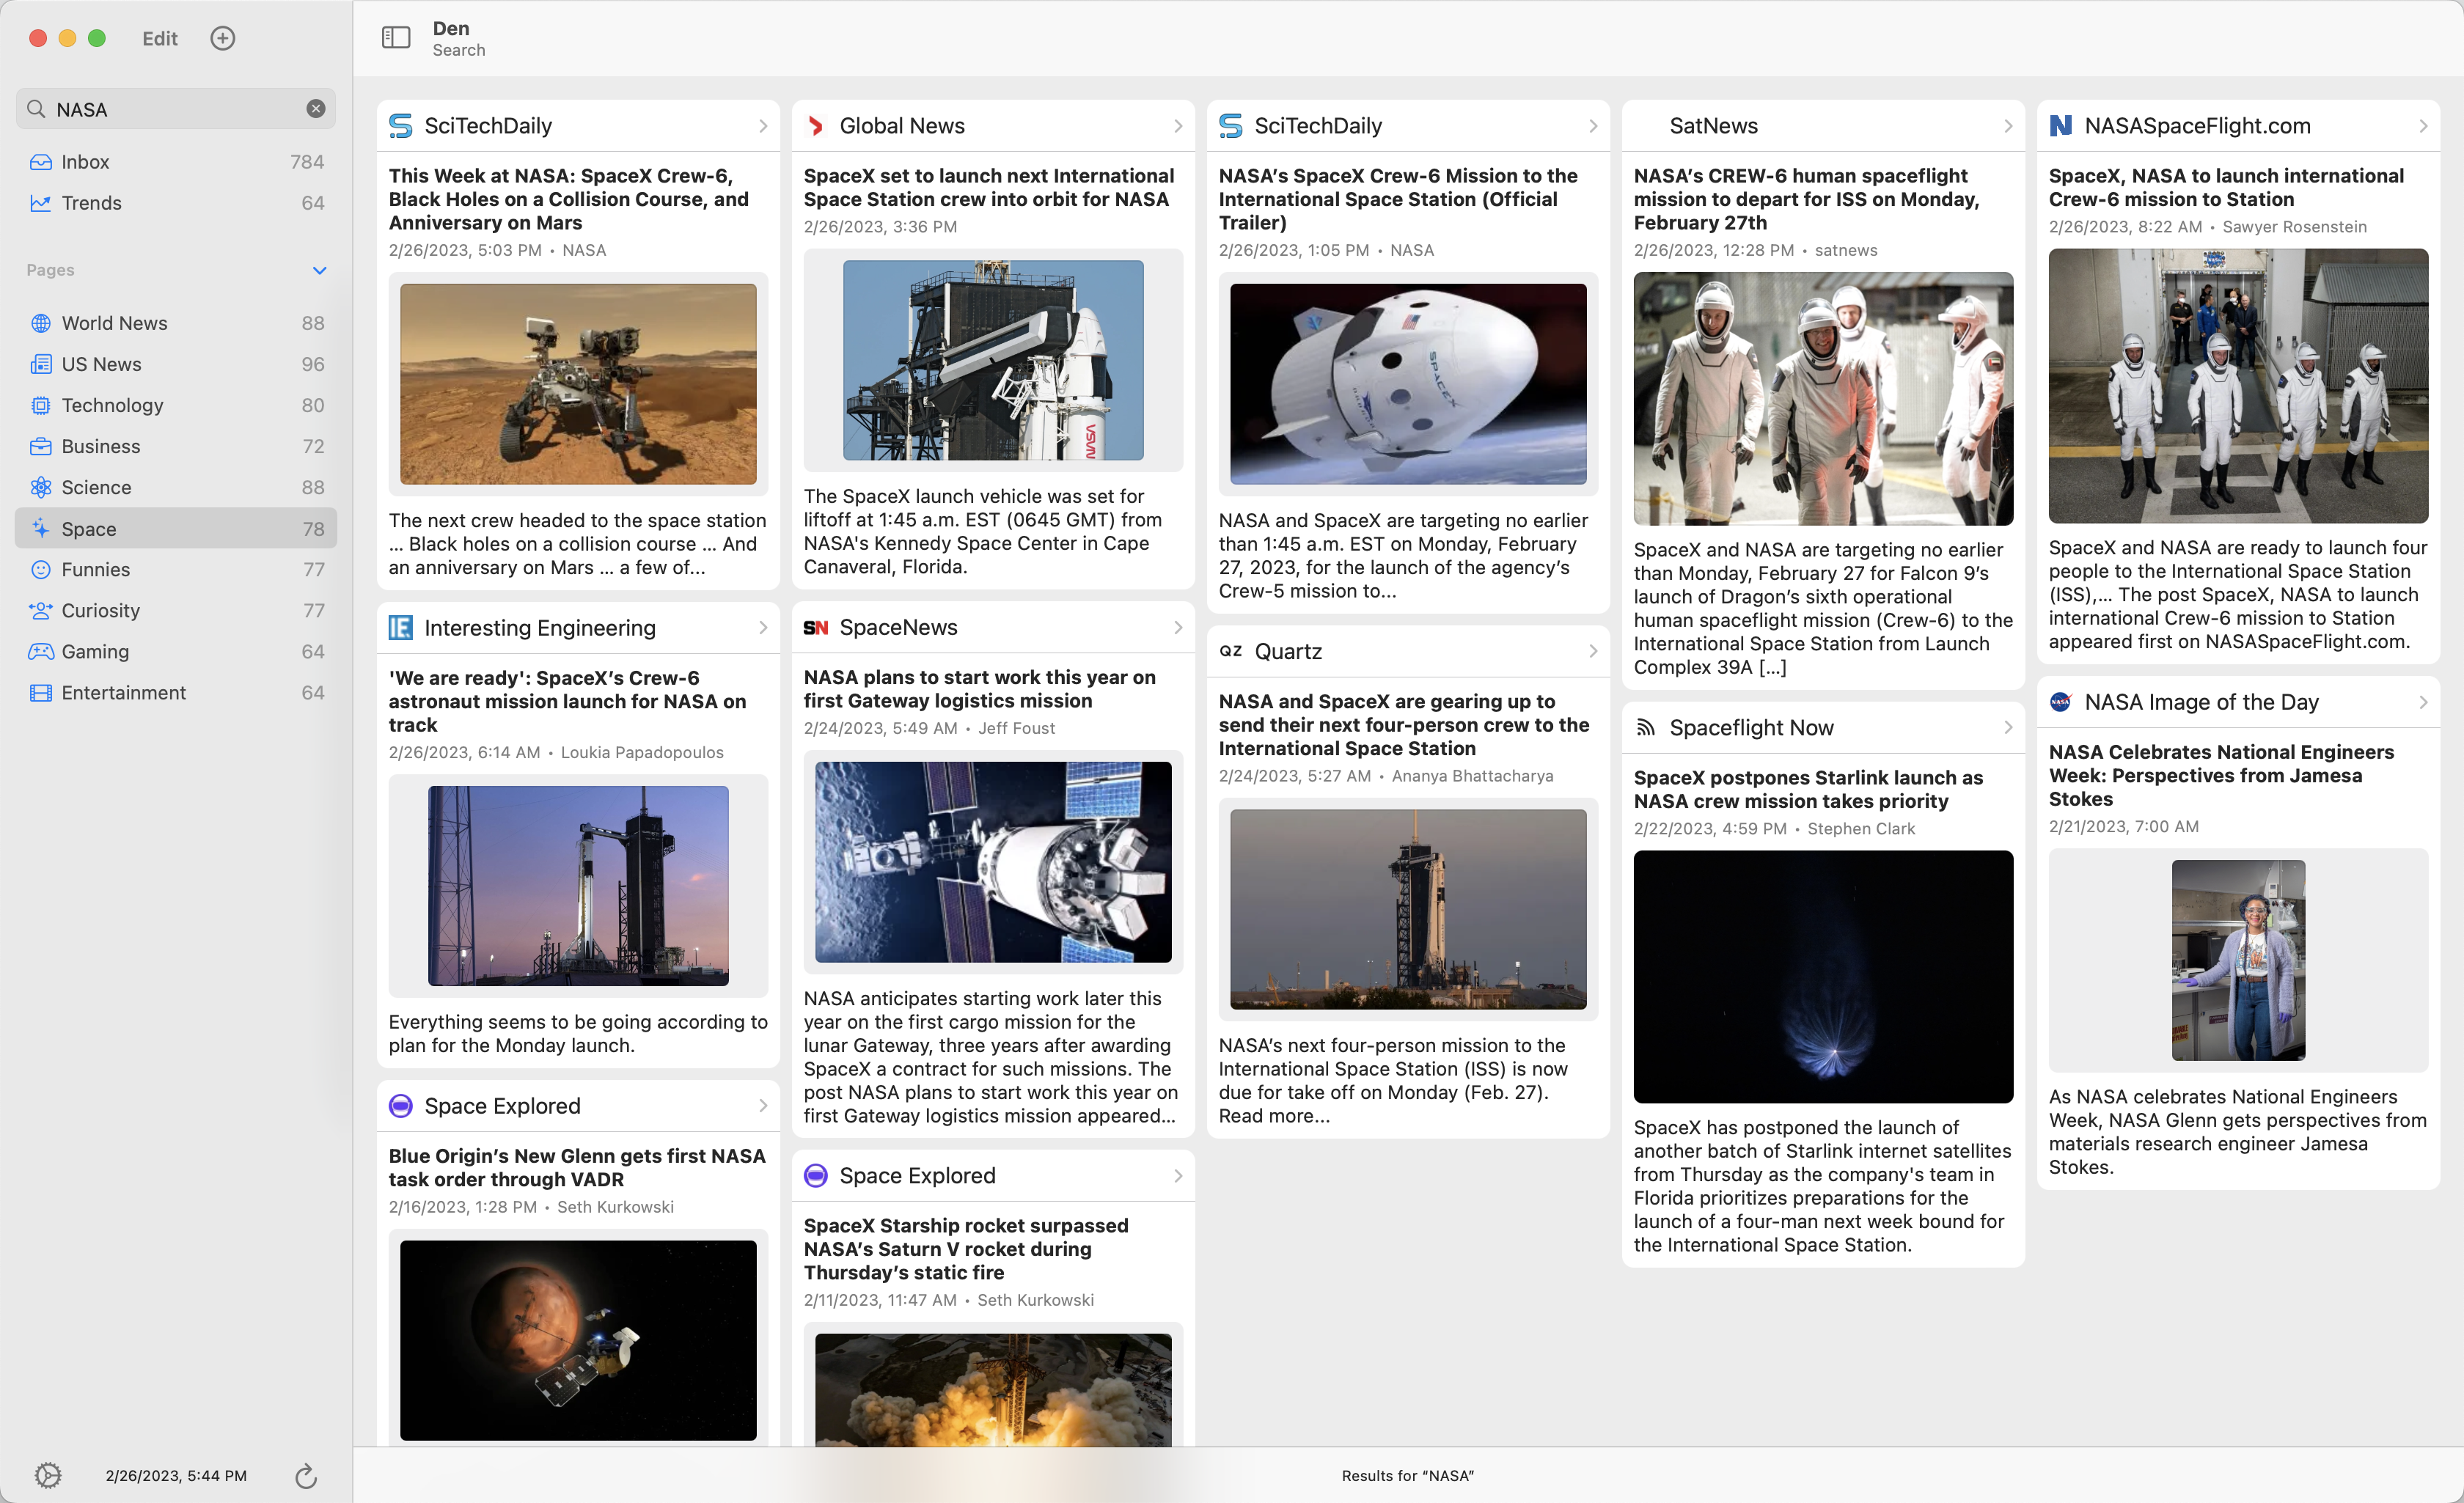 Edit
NASA
Inbox 784
Trends 64
Pages
World News 88
US News 96
Technology 80
Business 72
Science 88
Space 78
Funnies 77
Curiosity 77
Gaming 64
Entertainment 64
2/26/2023, 5:44 PM
Den
Search
SciTechDaily
This Week at NASA: SpaceX Crew-6,
Black Holes on a Collision Course, and
Anniversary on Mars
2/26/2023, 5:03 PM • NASA
The next crew headed to the space station
... Black holes on a collision course ... And
an anniversary on Mars ... a few of...
IE
Interesting Engineering
'We are ready': SpaceX’s Crew-6
astronaut mission launch for NASA on
track
2/26/2023, 6:14 AM • Loukia Papadopoulos
Everything seems to be going according to
plan for the Monday launch.
Space Explored
Blue Origin’s New Glenn gets first NASA
task order through VADR
2/16/2023, 1:28 PM • Seth Kurkowski
Global News
SpaceX set to launch next International
Space Station crew into orbit for NASA
2/26/2023, 3:36 PM
The SpaceX launch vehicle was set for
liftoff at 1:45 a.m. EST (0645 GMT) from
NASA's Kennedy Space Center in Cape
Canaveral, Florida.
SN SpaceNews
NASA plans to start work this year on
first Gateway logistics mission
2/24/2023, 5:49 AM • Jeff Foust
NASA anticipates starting work later this
year on the first cargo mission for the
lunar Gateway, three years after awarding
SpaceX a contract for such missions. The
post NASA plans to start work this year on
first Gateway logistics mission appeared...
Space Explored
SpaceX Starship rocket surpassed
NASA’s Saturn V rocket during
Thursday’s static fire
2/11/2023, 11:47 AM • Seth Kurkowski
SciTechDaily
NASA’s SpaceX Crew-6 Mission to the
International Space Station (Official
Trailer)
2/26/2023, 1:05 PM • NASA
SPACEX
NASA and SpaceX are targeting no earlier
than 1:45 a.m. EST on Monday, February
27, 2023, for the launch of the agency’s
Crew-5 mission to...
QZ Quartz
NASA and SpaceX are gearing up to
send their next four-person crew to the
International Space Station
2/24/2023, 5:27 AM • Ananya Bhattacharya
NASA’s next four-person mission to the
International Space Station (ISS) is now
due for take off on Monday (Feb. 27).
Read more...
SatNews
NASA’s CREW-6 human spaceflight
mission to depart for ISS on Monday,
February 27th
2/26/2023, 12:28 PM • satnews
SpaceX and NASA are targeting no earlier
than Monday, February 27 for Falcon 9’s
launch of Dragon’s sixth operational
human spaceflight mission (Crew-6) to the
International Space Station from Launch
Complex 39A [...]
Spaceflight Now
SpaceX postpones Starlink launch as
NASA crew mission takes priority
2/22/2023, 4:59 PM • Stephen Clark
SpaceX has postponed the launch of
another batch of Starlink internet satellites
from Thursday as the company's team in
Florida prioritizes preparations for the
launch of a four-man next week bound for
the International Space Station.
N NASASpaceFlight.com
SpaceX, NASA to launch international
Crew-6 mission to Station
2/26/2023, 8:22 AM • Sawyer Rosenstein
SpaceX and NASA are ready to launch four
people to the International Space Station
(ISS),... The post SpaceX, NASA to launch
international Crew-6 mission to Station
appeared first on NASASpaceFlight.com.
NASA
NASA Image of the Day
NASA Celebrates National Engineers
Week: Perspectives from Jamesa
Stokes
2/21/2023, 7:00 AM
As NASA celebrates National Engineers
Week, NASA Glenn gets perspectives from
materials research engineer Jamesa
Stokes.
Results for “NASA”